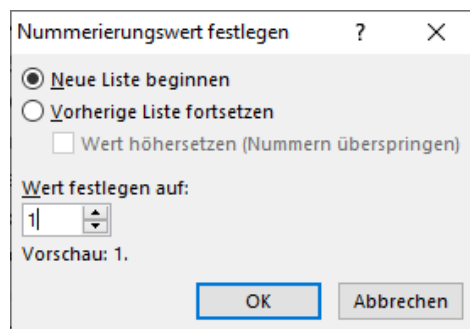 Nummerierungswert festlegen ? ×
Neue Liste beginnen
Vorherige Liste fortsetzen
Wert höhersetzen (Nummern überspringen)
Wert festlegen auf:
1
Vorschau: 1.
OK Abbrechen